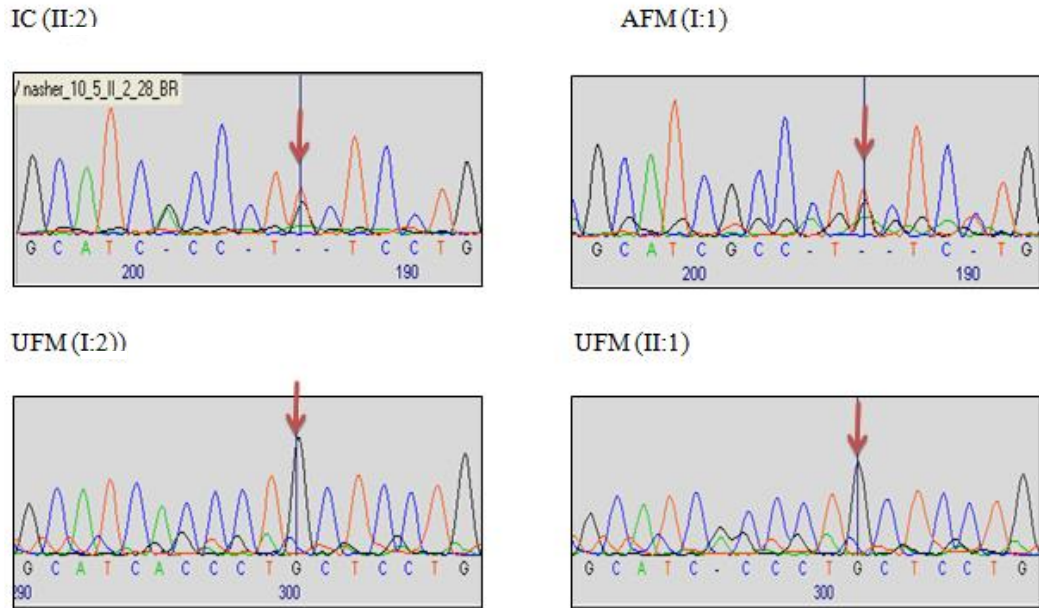 IC (II:2)
AFM (I:1)
/ nasher_10_5_II_2_28_BR
G C A T C - C C - T - - T C C T G
200 190
G C A T C G C C - T - - T C - T G
200 190
UFM (I:2))
UFM (II:1)
G C A T C A C C C T G C T C C T G
290 300
G C A T C - C C C T G C T C C T G
300